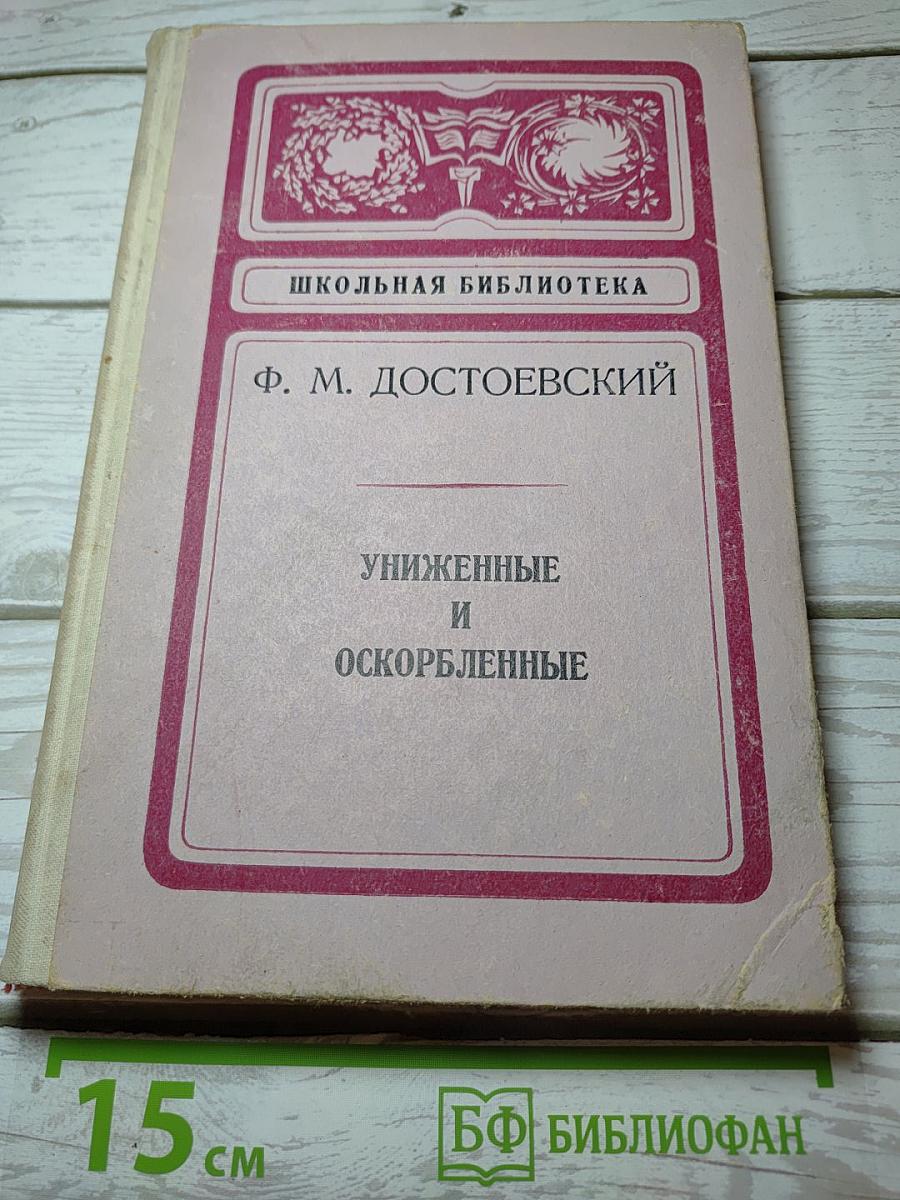 ШКОЛЬНАЯ БИБЛИОТЕКА
Ф. М. ДОСТОЕВСКИЙ
УНИЖЕННЫЕ
И
ОСКОРБЛЕННЫЕ
15 см
БФ БИБЛИОФАН